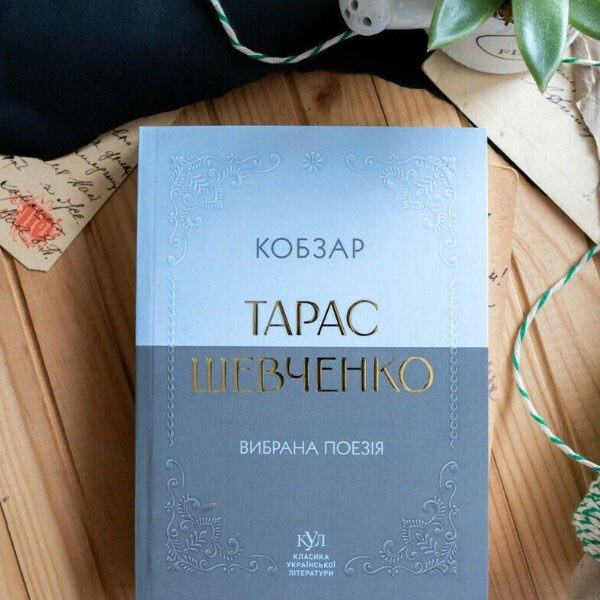 КОБЗАР
ТАРАС
ШЕВЧЕНКО
ВИБРАНА ПОЕЗІЯ
КУЛ
КЛАСИКА
УКРАЇНСЬКОЇ
ЛІТЕРАТУРИ